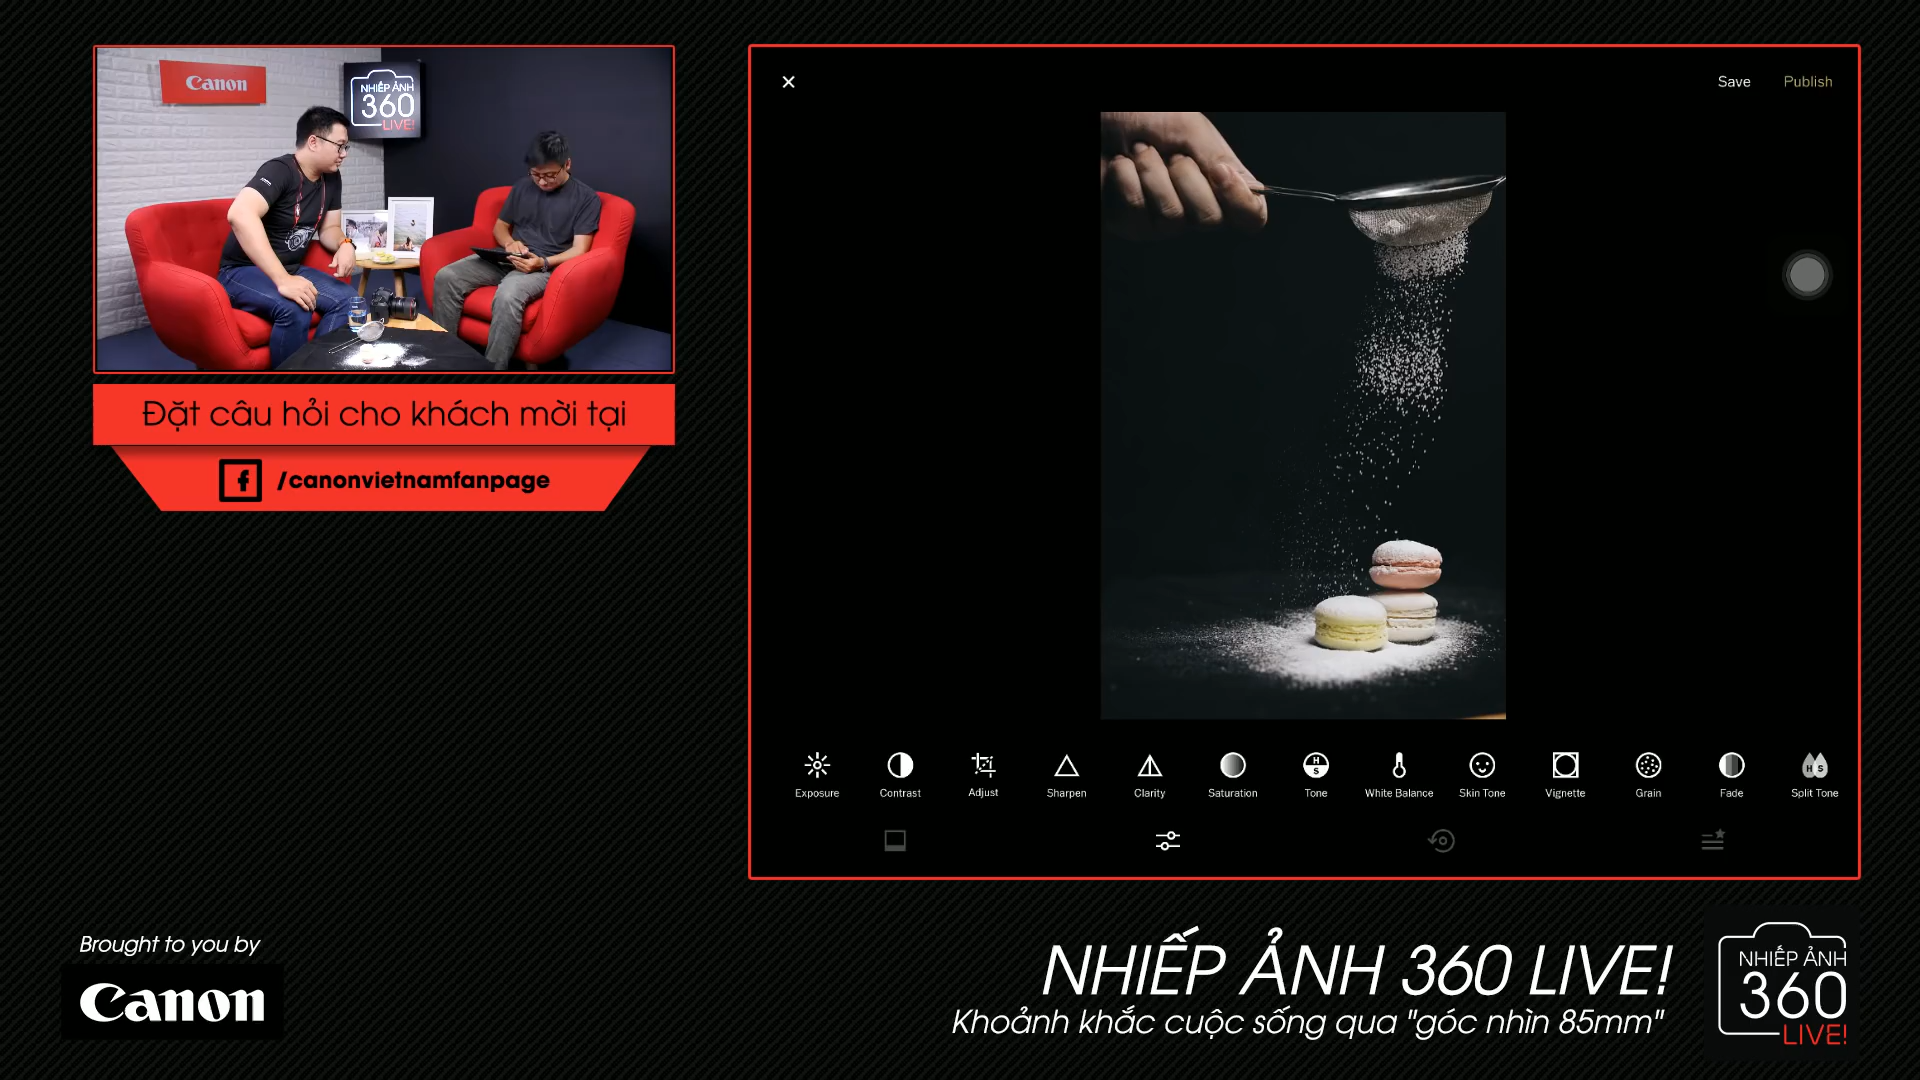 Canon
NHIẾP ẢNH
360
LIVE!
Đặt câu hỏi cho khách mời tại
f /canonvietnamfanpage
Save
Publish
Exposure
Contrast
Adjust
Sharpen
Clarity
Saturation
H
S
Tone
White Balance
Skin Tone
Vignette
Grain
Fade
H S
Split Tone
Brought to you by
Canon
NHIẾP ẢNH 360 LIVE!
Khoảnh khắc cuộc sống qua "góc nhìn 85mm"
NHIẾP ẢNH
360
LIVE!